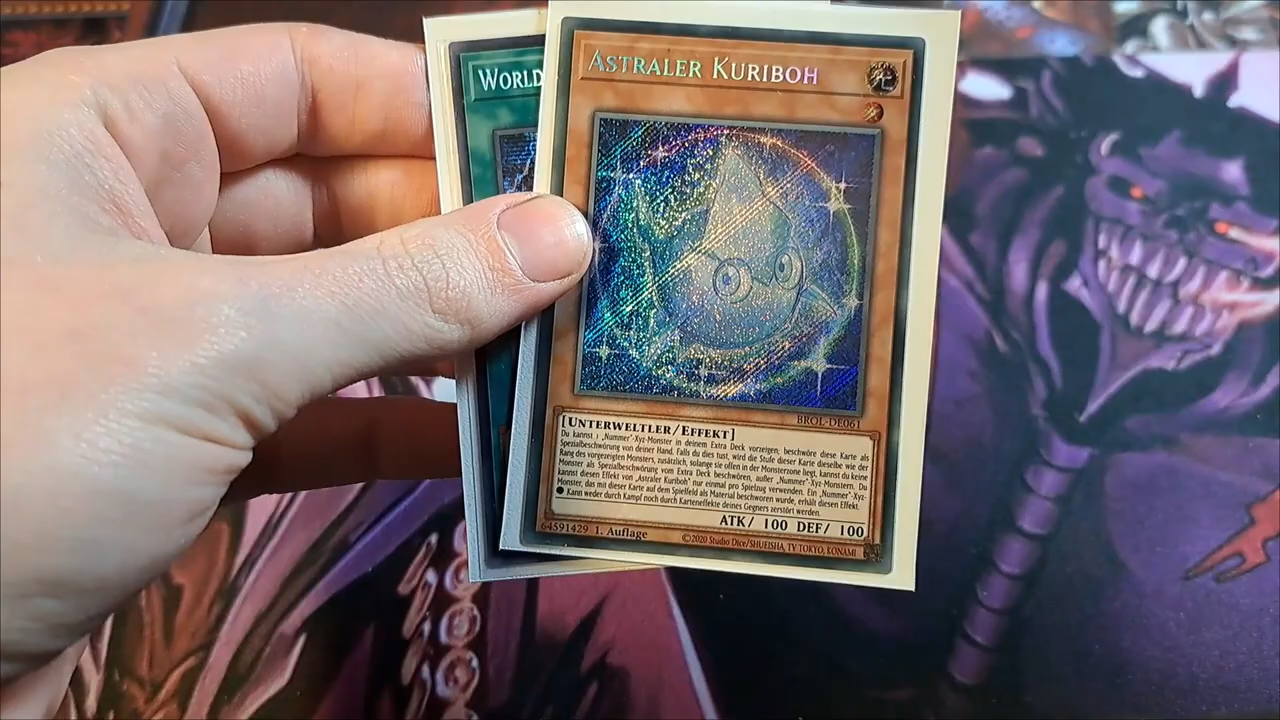 WORLD
ASTRALER KURIBOH
光
BROL-DE061
[UNTERWELTLER/EFFEKT]
Du kannst 1 „Nummer"-Xyz-Monster in deinem Extra Deck vorzeigen; beschwöre diese Karte als
Spezialbeschwörung von deiner Hand. Falls du dies tust, wird die Stufe dieser Karte dieselbe wie der
Rang des vorgezeigten Monsters, zusätzlich, solange sie offen in der Monsterzone liegt, kannst du keine
Monster als Spezialbeschwörung vom Extra Deck beschwören, außer „Nummer"-Xyz-Monstern. Du
kannst diesen Effekt von „Astraler Kuriboh" nur einmal pro Spielzug verwenden. Ein „Nummer"-Xyz-
Monster, das mit dieser Karte auf dem Spielfeld als Material beschworen wurde, erhält diesen Effekt.
● Kann weder durch Kampf noch durch Karteneffekte deines Gegners zerstört werden.
ATK/ 100 DEF/ 100
64591429 1. Auflage ©2020 Studio Dice/SHUEISHA, TV TOKYO, KONAMI